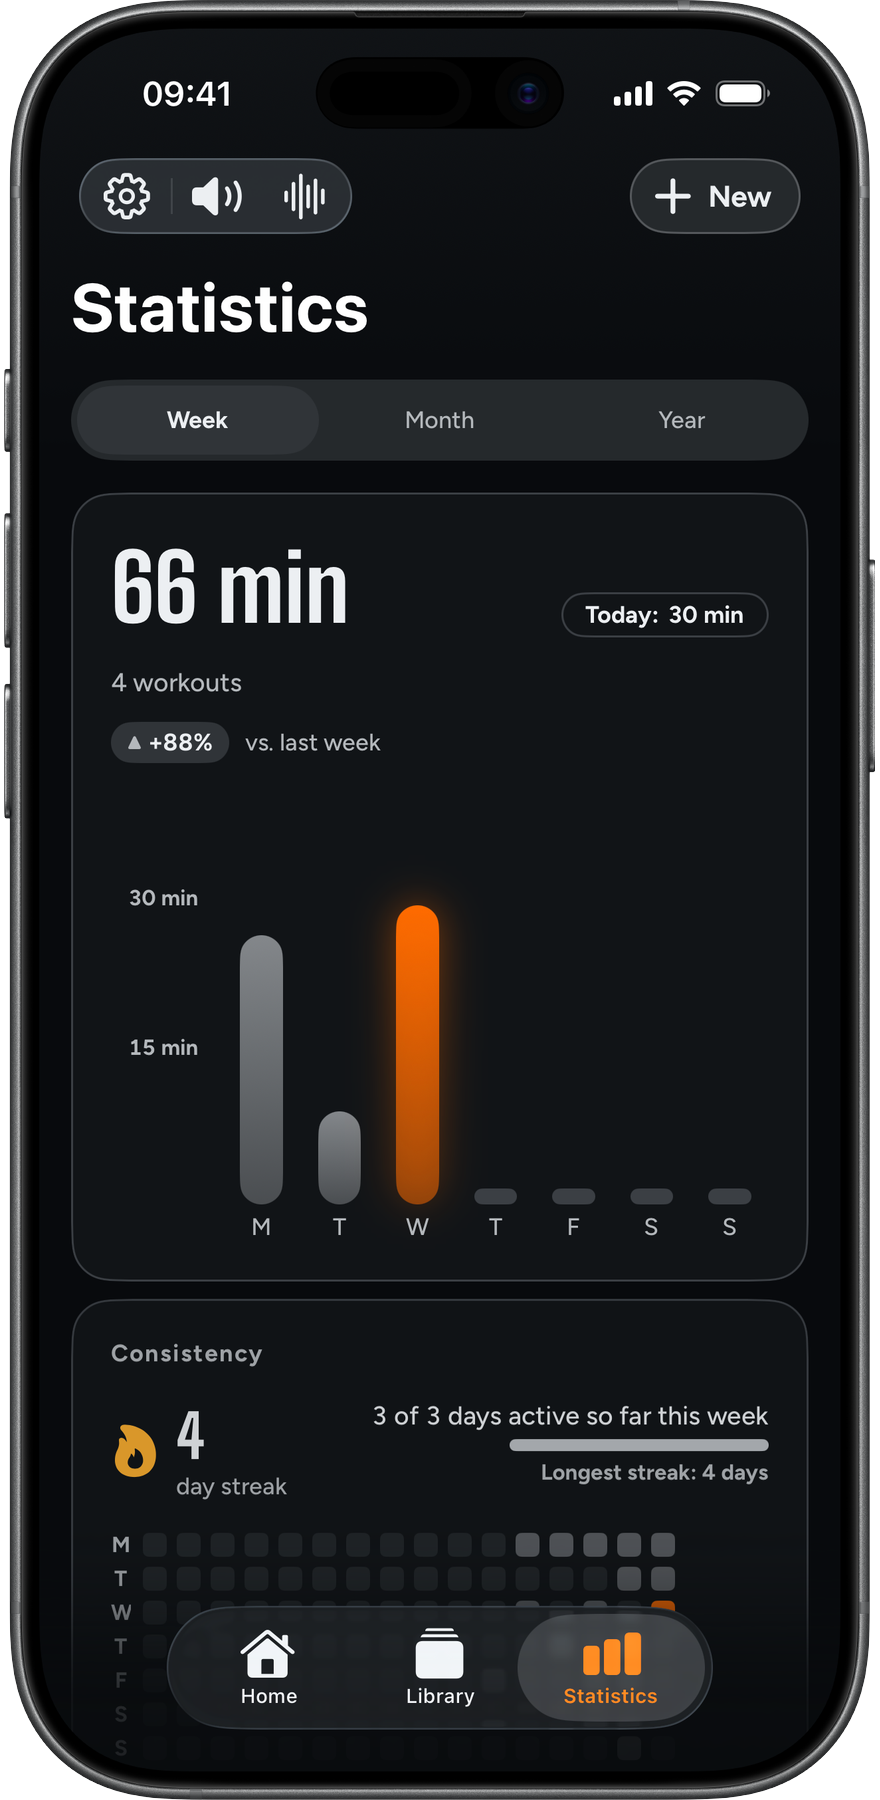 09:41
New
Statistics
Week Month Year
66 min
Today: 30 min
4 workouts
▲ +88% vs. last week
30 min
15 min
M T W T F S S
Consistency
4
day streak
3 of 3 days active so far this week
Longest streak: 4 days
M
T
W
T
F
S
S
Home Library Statistics